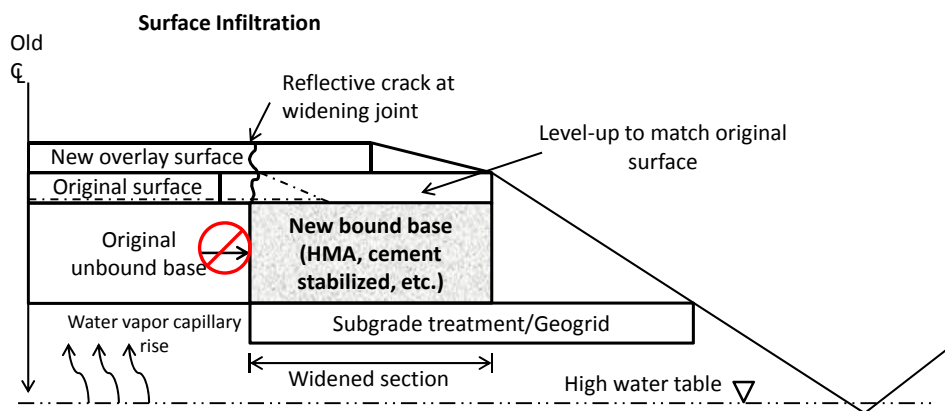 Surface Infiltration
Old
℄
Reflective crack at
widening joint
Level-up to match original
surface
New overlay surface
Original surface
Original
unbound base
New bound base
(HMA, cement
stabilized, etc.)
Water vapor capillary
rise
Subgrade treatment/Geogrid
Widened section
High water table